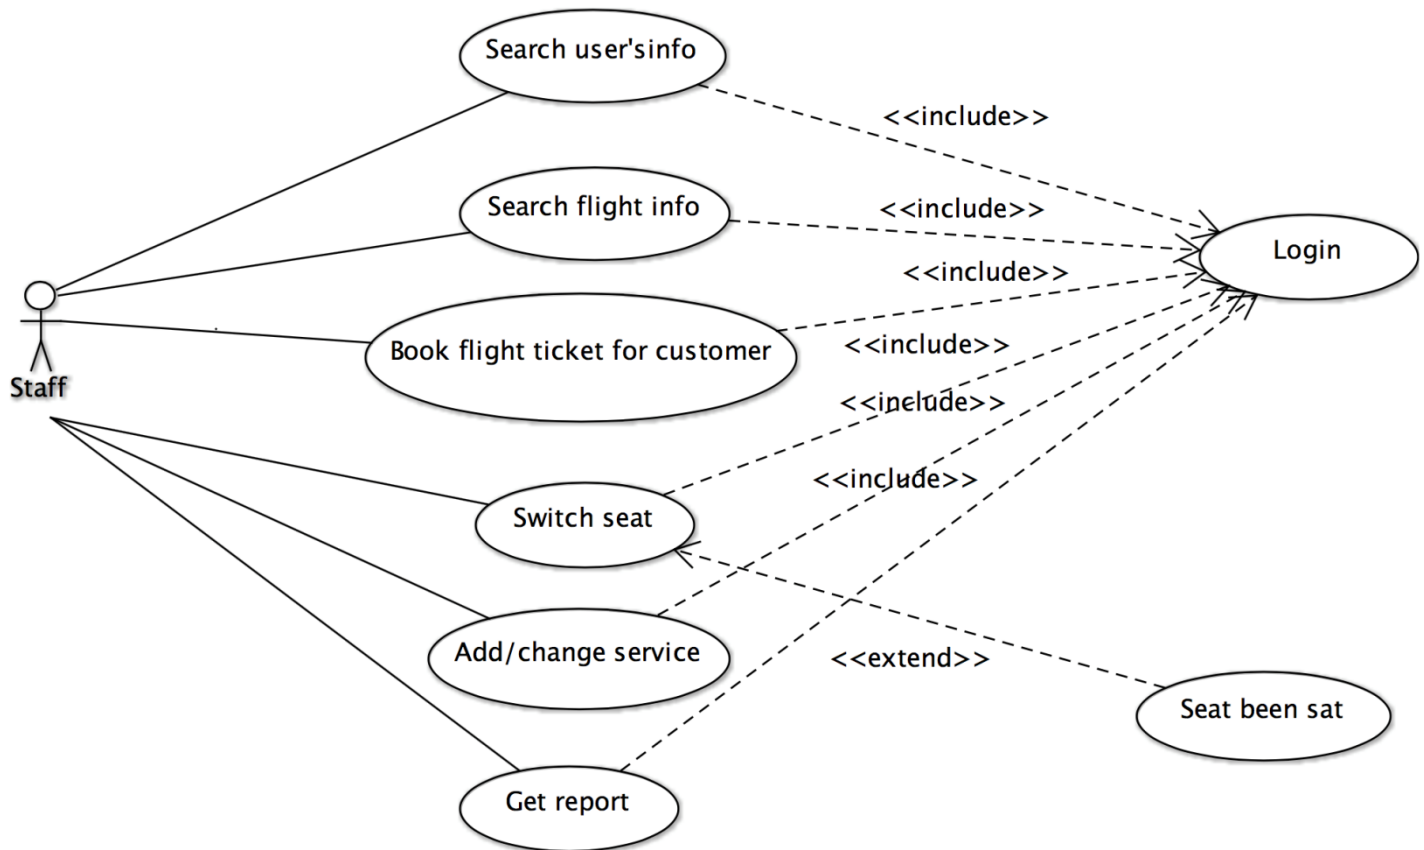 Search user'sinfo
<<include>>
Search flight info
<<include>>
Login
<<include>>
Book flight ticket for customer
<<include>>
Staff
<<include>>
<<include>>
Switch seat
Add/change service
<<extend>>
Seat been sat
Get report